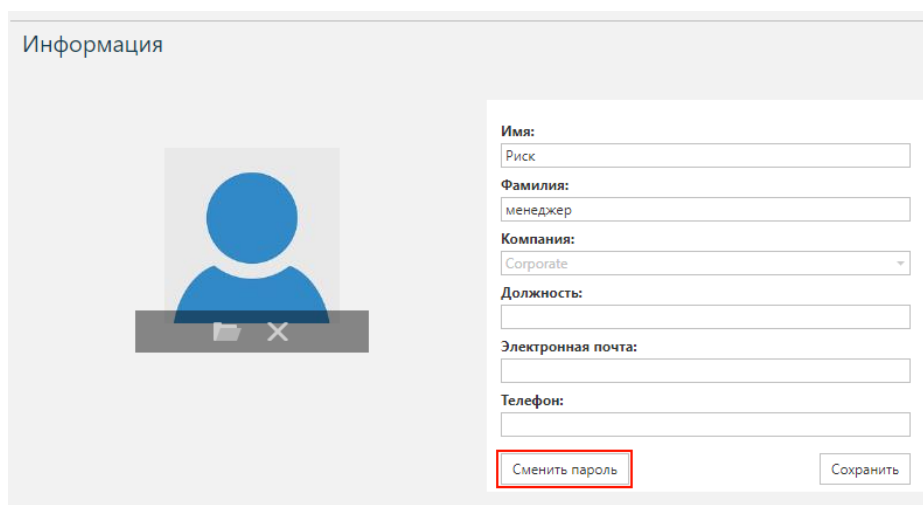 Информация
Имя:
Риск
Фамилия:
менеджер
Компания:
Corporate
Должность:
Электронная почта:
Телефон:
Сменить пароль
Сохранить